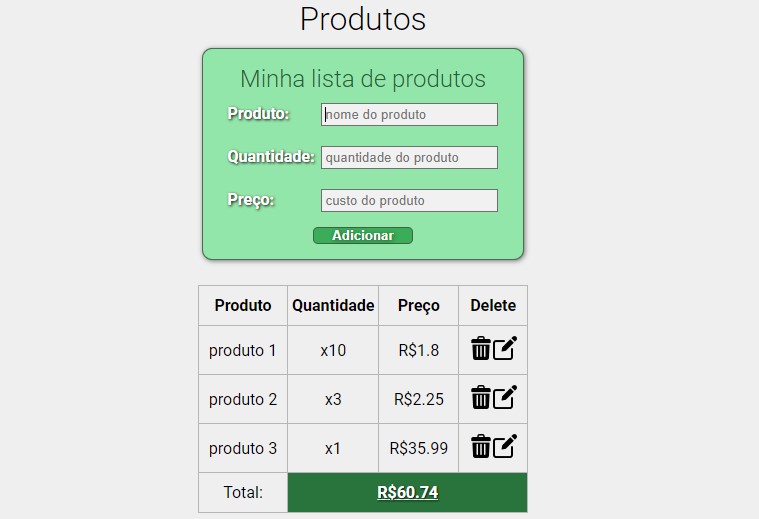 Produtos
Minha lista de produtos
Produto: nome do produto
Quantidade: quantidade do produto
Preço: custo do produto
Adicionar
Produto Quantidade Preço Delete
produto 1 x10 R$1.8
produto 2 x3 R$2.25
produto 3 x1 R$35.99
Total: R$60.74